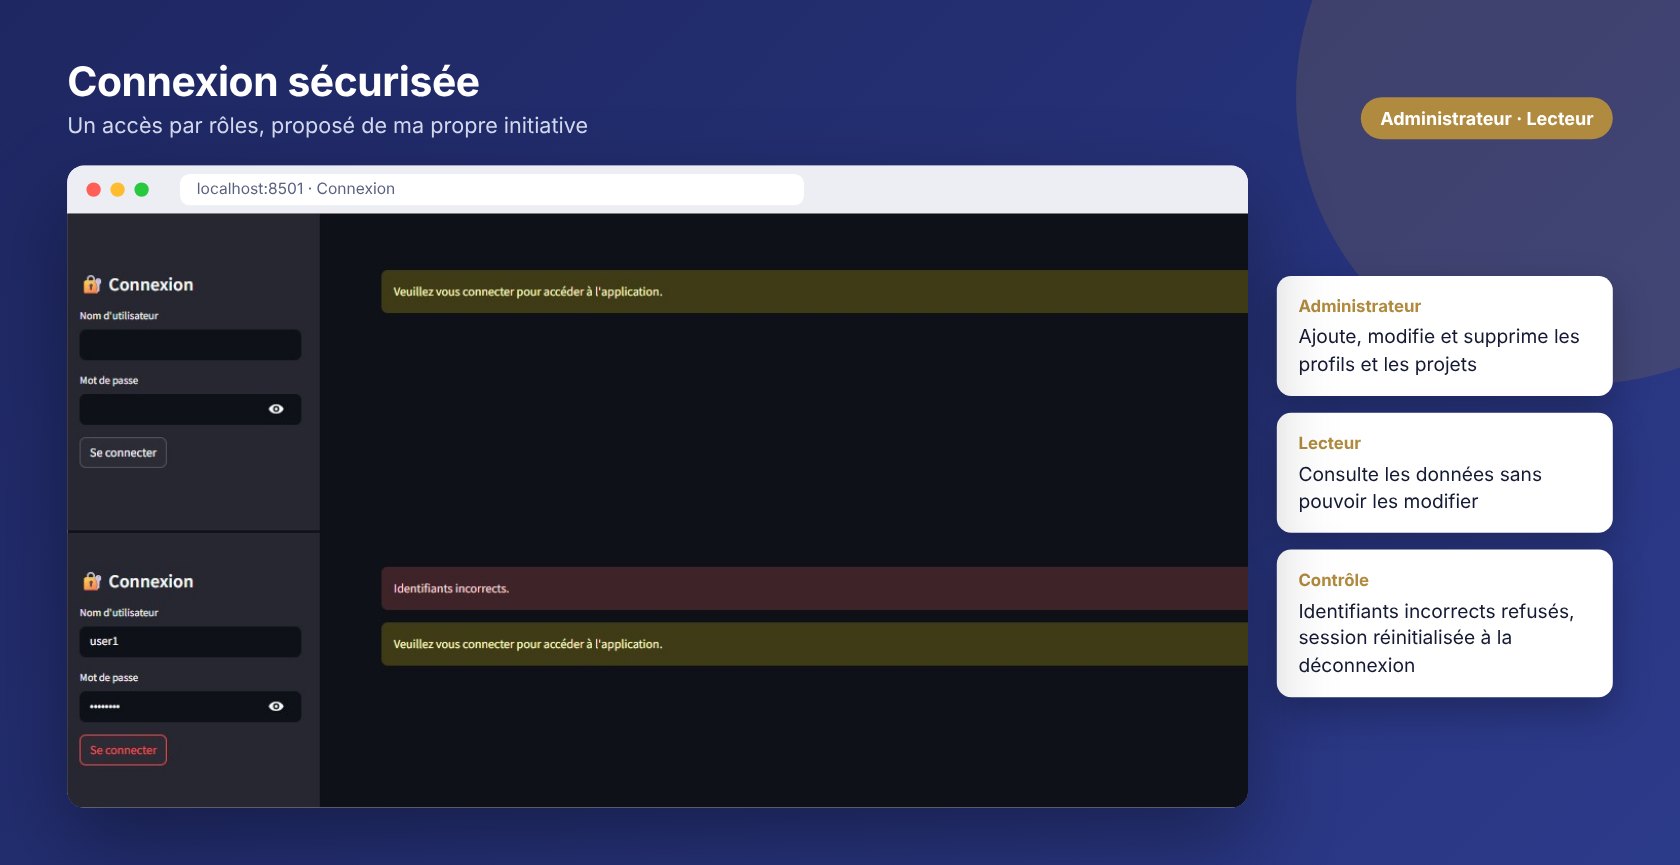 Connexion sécurisée
Un accès par rôles, proposé de ma propre initiative
Administrateur · Lecteur
localhost:8501 · Connexion
Connexion
Nom d'utilisateur
Mot de passe
Se connecter
Veuillez vous connecter pour accéder à l'application.
Connexion
Nom d'utilisateur
user1
Mot de passe
••••••••
Se connecter
Identifiants incorrects.
Veuillez vous connecter pour accéder à l'application.
Administrateur
Ajoute, modifie et supprime les
profils et les projets
Lecteur
Consulte les données sans
pouvoir les modifier
Contrôle
Identifiants incorrects refusés,
session réinitialisée à la
déconnexion